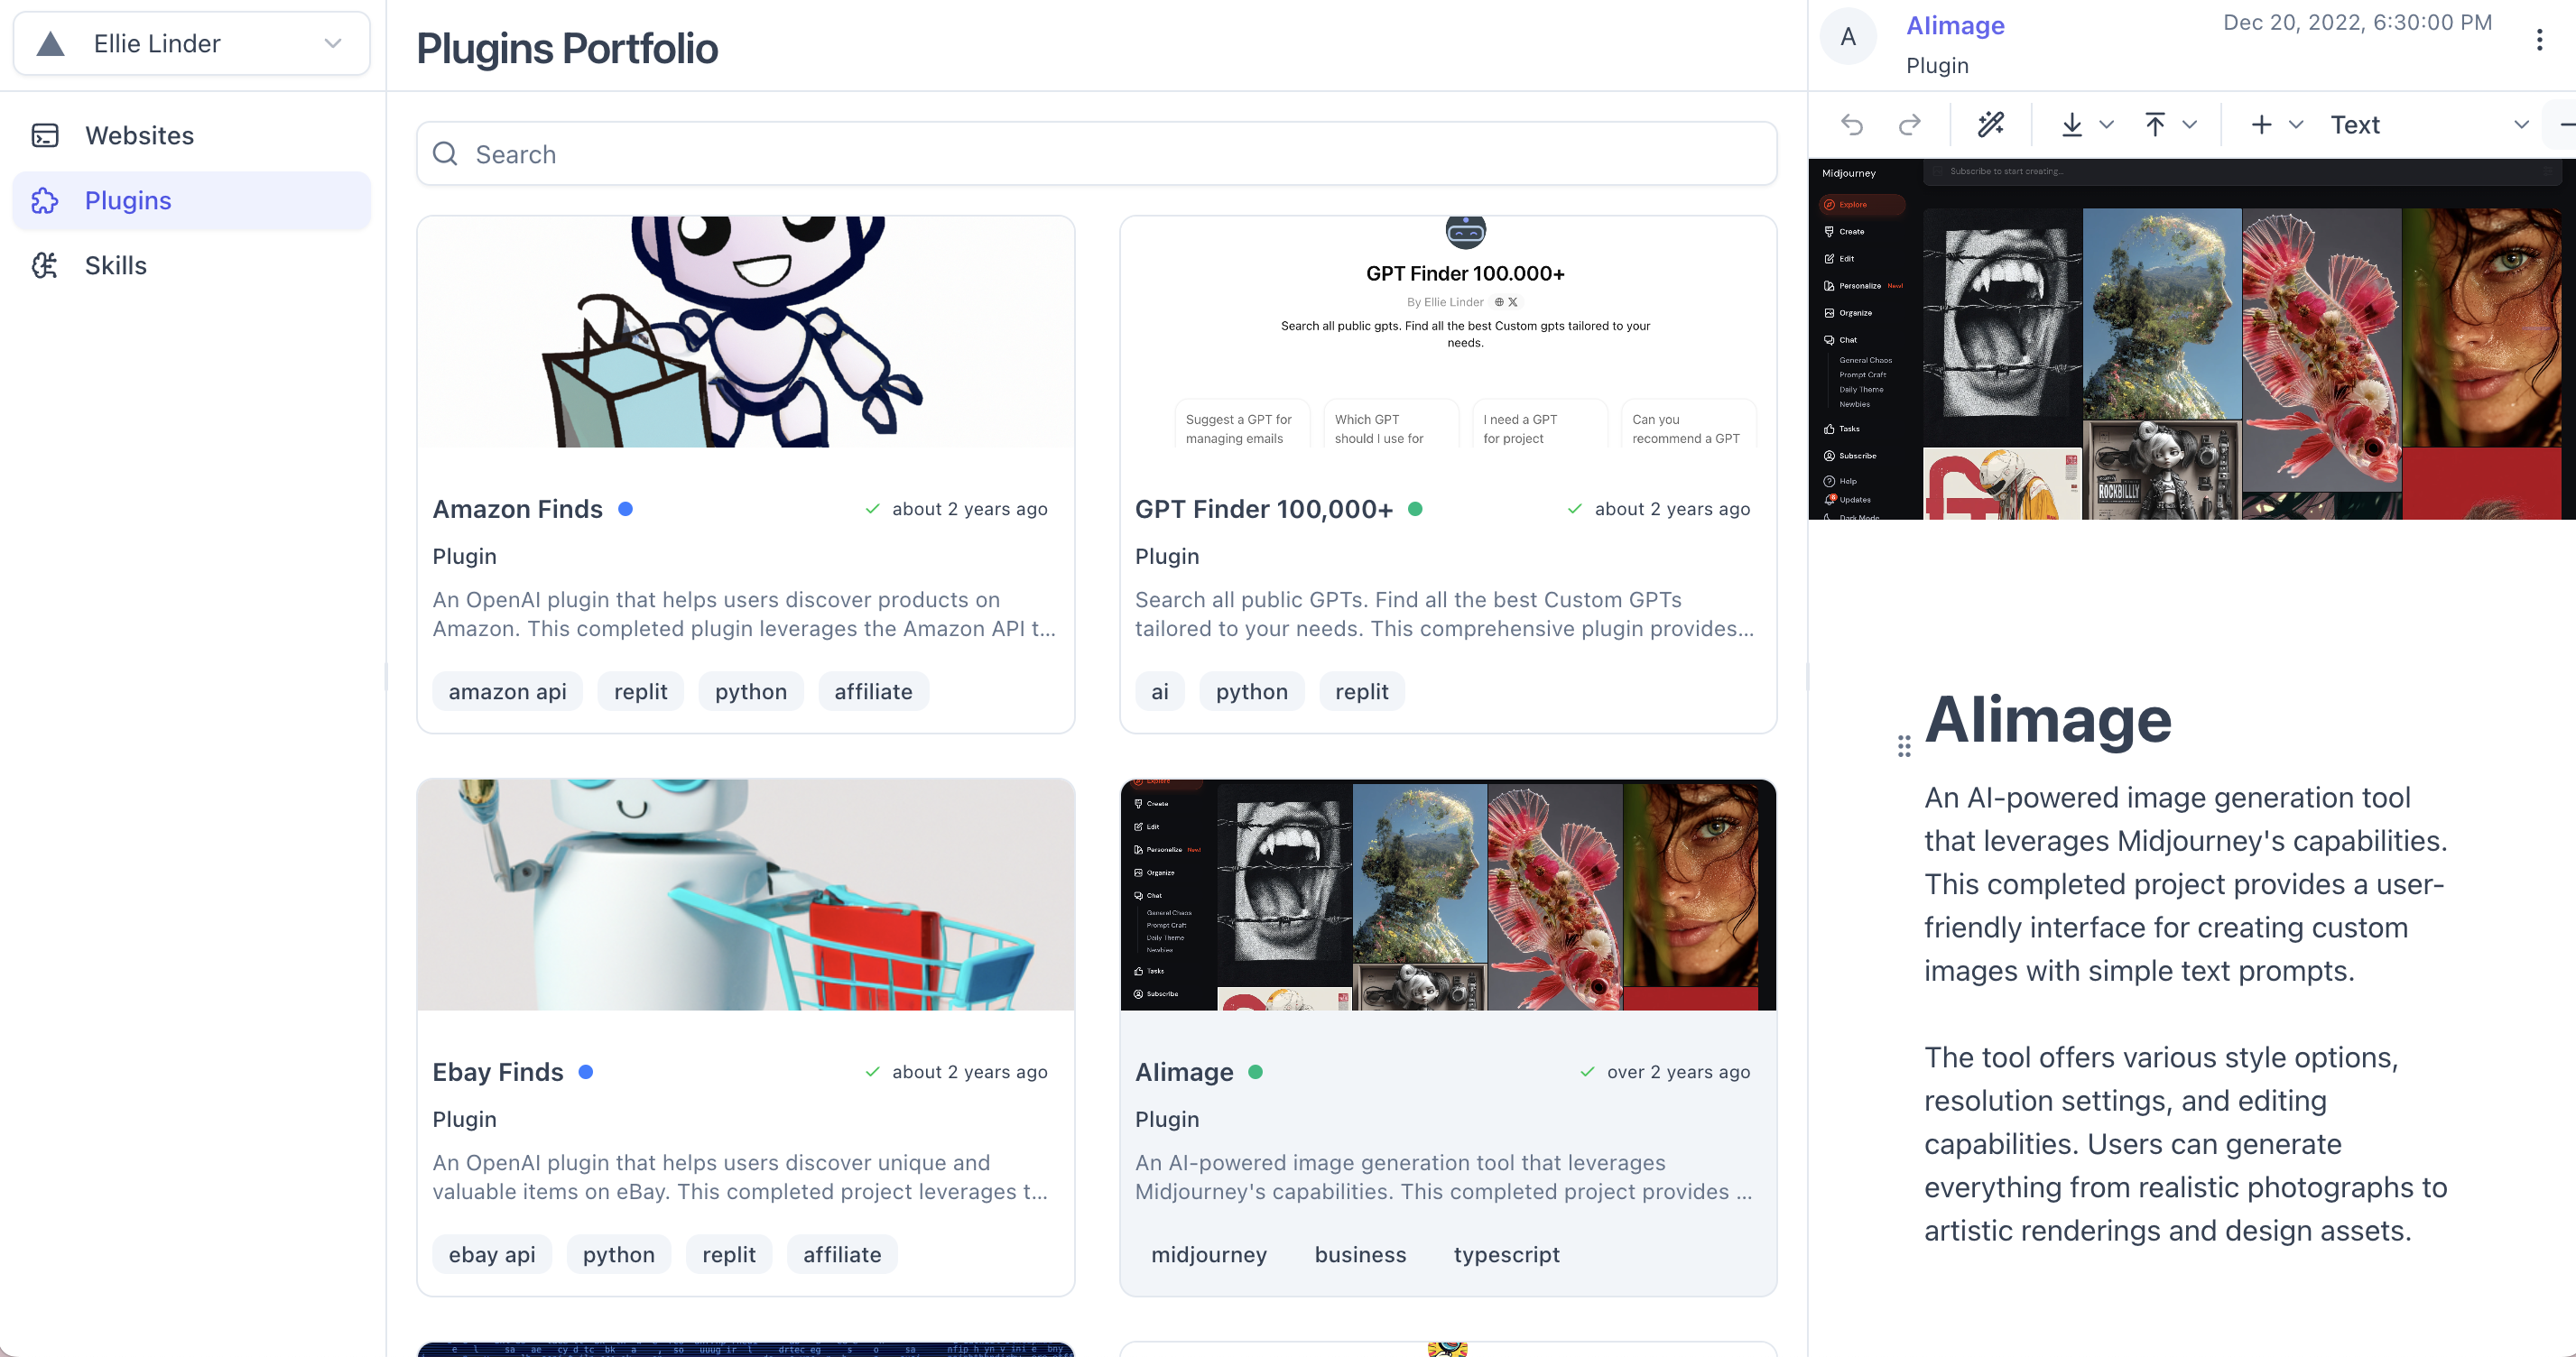 Ellie Linder
Websites
Plugins
Skills
Plugins Portfolio
Search
GPT Finder 100.000+
By Ellie Linder
Search all public gpts. Find all the best Custom gpts tailored to your
needs.
Suggest a GPT for
managing emails
Which GPT
should I use for
I need a GPT
for project
Can you
recommend a GPT
Amazon Finds
about 2 years ago
Plugin
An OpenAI plugin that helps users discover products on
Amazon. This completed plugin leverages the Amazon API t...
amazon api
replit
python
affiliate
GPT Finder 100,000+
about 2 years ago
Plugin
Search all public GPTs. Find all the best Custom GPTs
tailored to your needs. This comprehensive plugin provides...
ai
python
replit
Explore
Create
Edit
Personalize New!
Organize
Chat
General Chaos
Prompt Craft
Daily Theme
Newbies
Tasks
Subscribe
Ebay Finds
about 2 years ago
Plugin
An OpenAI plugin that helps users discover unique and
valuable items on eBay. This completed project leverages t...
ebay api
python
replit
affiliate
AIimage
over 2 years ago
Plugin
An AI-powered image generation tool that leverages
Midjourney's capabilities. This completed project provides ...
midjourney
business
typescript
A
AIimage
Dec 20, 2022, 6:30:00 PM
Plugin
Text
Midjourney
Subscribe to start creating...
Explore
Create
Edit
Personalize New!
Organize
Chat
General Chaos
Prompt Craft
Daily Theme
Newbies
Tasks
Subscribe
Help
Updates
Dark Mode
ROCKBILLLY
AIimage
An AI-powered image generation tool
that leverages Midjourney's capabilities.
This completed project provides a user-
friendly interface for creating custom
images with simple text prompts.
The tool offers various style options,
resolution settings, and editing
capabilities. Users can generate
everything from realistic photographs to
artistic renderings and design assets.